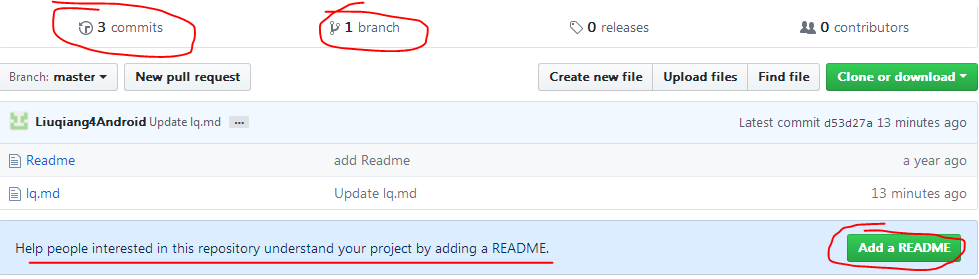 3 commits 1 branch 0 releases 0 contributors
Branch: master New pull request Create new file Upload files Find file Clone or download
Liuqiang4Android Update lq.md ... Latest commit d53d27a 13 minutes ago
Readme add Readme a year ago
lq.md Update lq.md 13 minutes ago
Help people interested in this repository understand your project by adding a README. Add a README